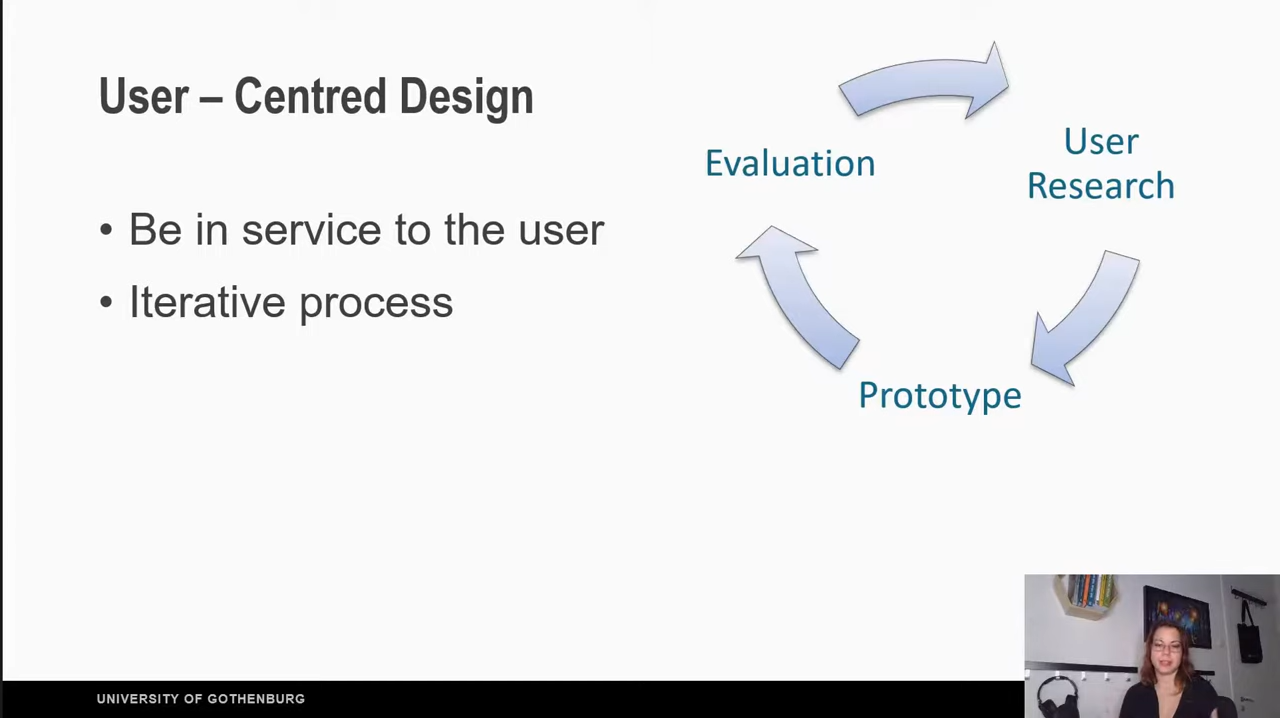 User – Centred Design
• Be in service to the user
• Iterative process
Evaluation
User
Research
Prototype
UNIVERSITY OF GOTHENBURG